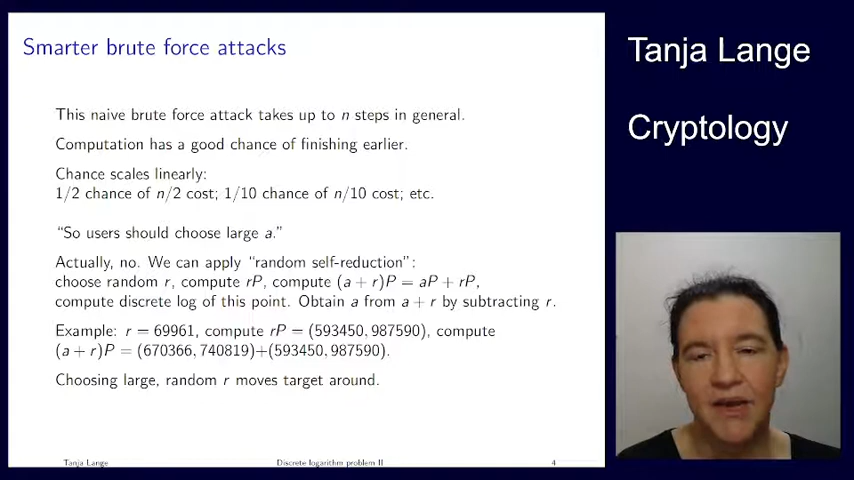 Smarter brute force attacks
This naive brute force attack takes up to n steps in general.
Computation has a good chance of finishing earlier.
Chance scales linearly:
1/2 chance of n/2 cost; 1/10 chance of n/10 cost; etc.
“So users should choose large a.”
Actually, no. We can apply “random self-reduction”:
choose random r, compute rP, compute (a + r)P = aP + rP,
compute discrete log of this point. Obtain a from a + r by subtracting r.
Example: r = 69961, compute rP = (593450, 987590), compute
(a + r)P = (670366, 740819)+(593450, 987590).
Choosing large, random r moves target around.
Tanja Lange
Discrete logarithm problem II
4
Tanja Lange
Cryptology